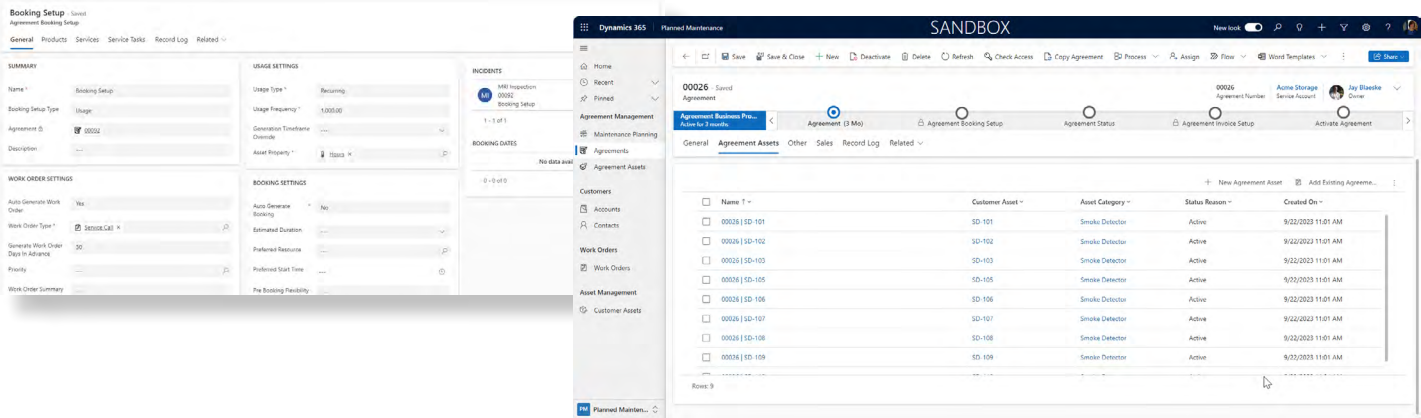 Booking Setup - Saved
Agreement Booking Setup
General Products Services Service Tasks Record Log Related
SUMMARY
Name * Booking Setup
Booking Setup Type Usage
Agreement 00092
Description ---
WORK ORDER SETTINGS
Auto Generate Work Order Yes
Work Order Type * Service Call ×
Generate Work Order Days In Advance 30
Priority ---
Work Order Summary
USAGE SETTINGS
Usage Type * Recurring
Usage Frequency * 1,000.00
Generation Timeframe Override ---
Asset Property * Hours ×
BOOKING SETTINGS
Auto Generate Booking * No
Estimated Duration ---
Preferred Resource ---
Preferred Start Time ---
Pre Booking Flexibility
INCIDENTS
MI
MRI Inspection
00092
Booking Setup
1 - 1 of 1
BOOKING DATES
No data avail
0 - 0 of 0
Dynamics 365 Planned Maintenance SANDBOX New look
Home
Recent
Pinned
Agreement Management
Maintenance Planning
Agreements
Agreement Assets
Customers
Accounts
Contacts
Work Orders
Work Orders
Asset Management
Customer Assets
PM Planned Mainten...
Save Save & Close + New Deactivate Delete Refresh Check Access Copy Agreement Process Assign Flow Word Templates Share
00026 - Saved
Agreement
00026
Agreement Number
Acme Storage
Service Account
Jay Blaeske
Owner
Agreement Business Pro...
Active for 3 months
Agreement (3 Mo) Agreement Booking Setup Agreement Status Agreement Invoice Setup Activate Agreement
General Agreement Assets Other Sales Record Log Related
+ New Agreement Asset Add Existing Agreeme...
Name ↑ Customer Asset Asset Category Status Reason Created On
00026 | SD-101 SD-101 Smoke Detector Active 9/22/2023 11:01 AM
00026 | SD-102 SD-102 Smoke Detector Active 9/22/2023 11:01 AM
00026 | SD-103 SD-103 Smoke Detector Active 9/22/2023 11:01 AM
00026 | SD-105 SD-105 Smoke Detector Active 9/22/2023 11:01 AM
00026 | SD-106 SD-106 Smoke Detector Active 9/22/2023 11:01 AM
00026 | SD-107 SD-107 Smoke Detector Active 9/22/2023 11:01 AM
00026 | SD-108 SD-108 Smoke Detector Active 9/22/2023 11:01 AM
00026 | SD-109 SD-109 Smoke Detector Active 9/22/2023 11:01 AM
Rows: 9